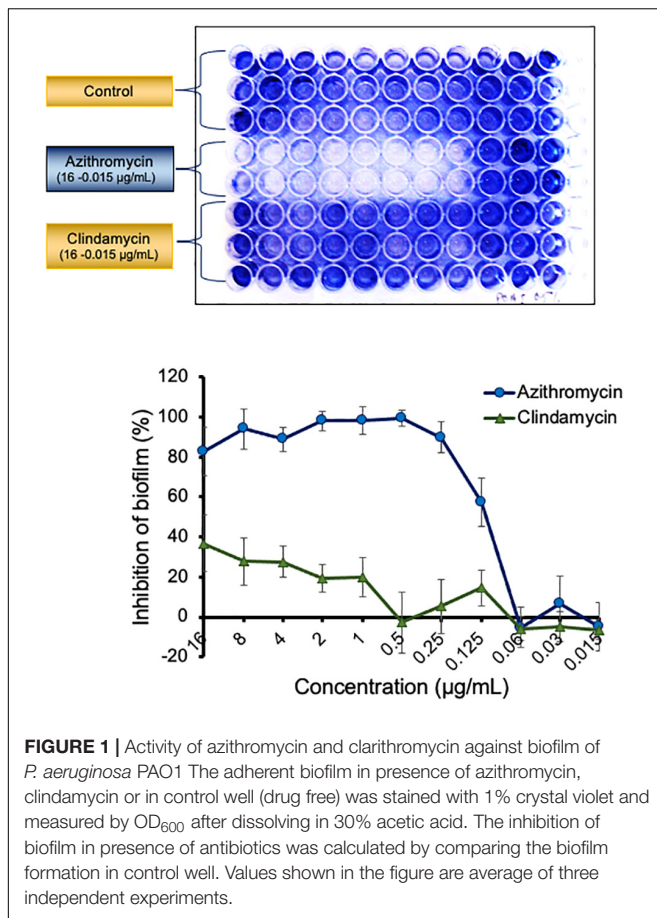 Control
Azithromycin
(16 -0.015 µg/mL)
Clindamycin
(16 -0.015 µg/mL)
120
100
80
60
40
20
0
-20
Inhibition of biofilm (%)
Azithromycin
Clindamycin
16
8
4
2
1
0.5
0.25
0.125
0.06
0.03
0.015
Concentration (µg/mL)
FIGURE 1 | Activity of azithromycin and clarithromycin against biofilm of
P. aeruginosa PAO1 The adherent biofilm in presence of azithromycin,
clindamycin or in control well (drug free) was stained with 1% crystal violet and
measured by OD600 after dissolving in 30% acetic acid. The inhibition of
biofilm in presence of antibiotics was calculated by comparing the biofilm
formation in control well. Values shown in the figure are average of three
independent experiments.